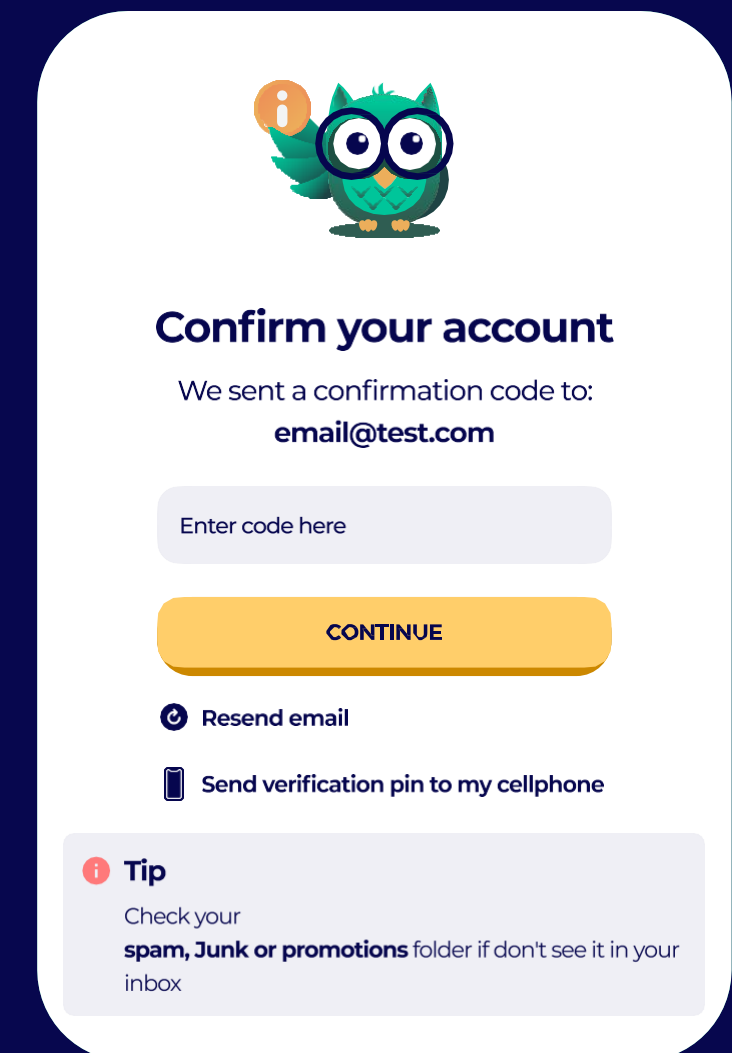 Confirm your account
We sent a confirmation code to:
email@test.com
Enter code here
CONTINUE
Resend email
Send verification pin to my cellphone
Tip
Check your
spam, Junk or promotions folder if don't see it in your
inbox